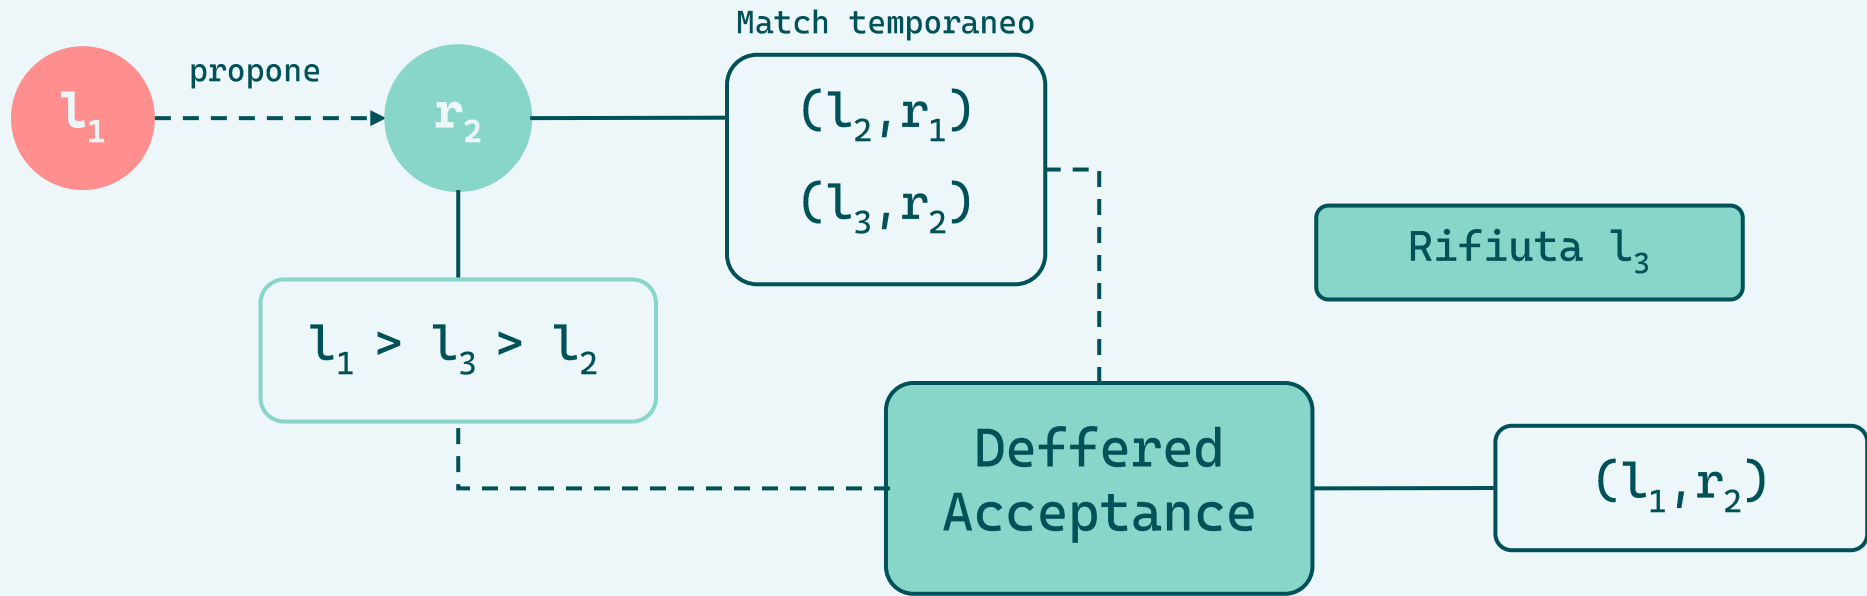 Match temporaneo
propone
l₁
r₂
(l₂,r₁)
(l₃,r₂)
Rifiuta l₃
l₁ > l₃ > l₂
Deffered
Acceptance
(l₁,r₂)